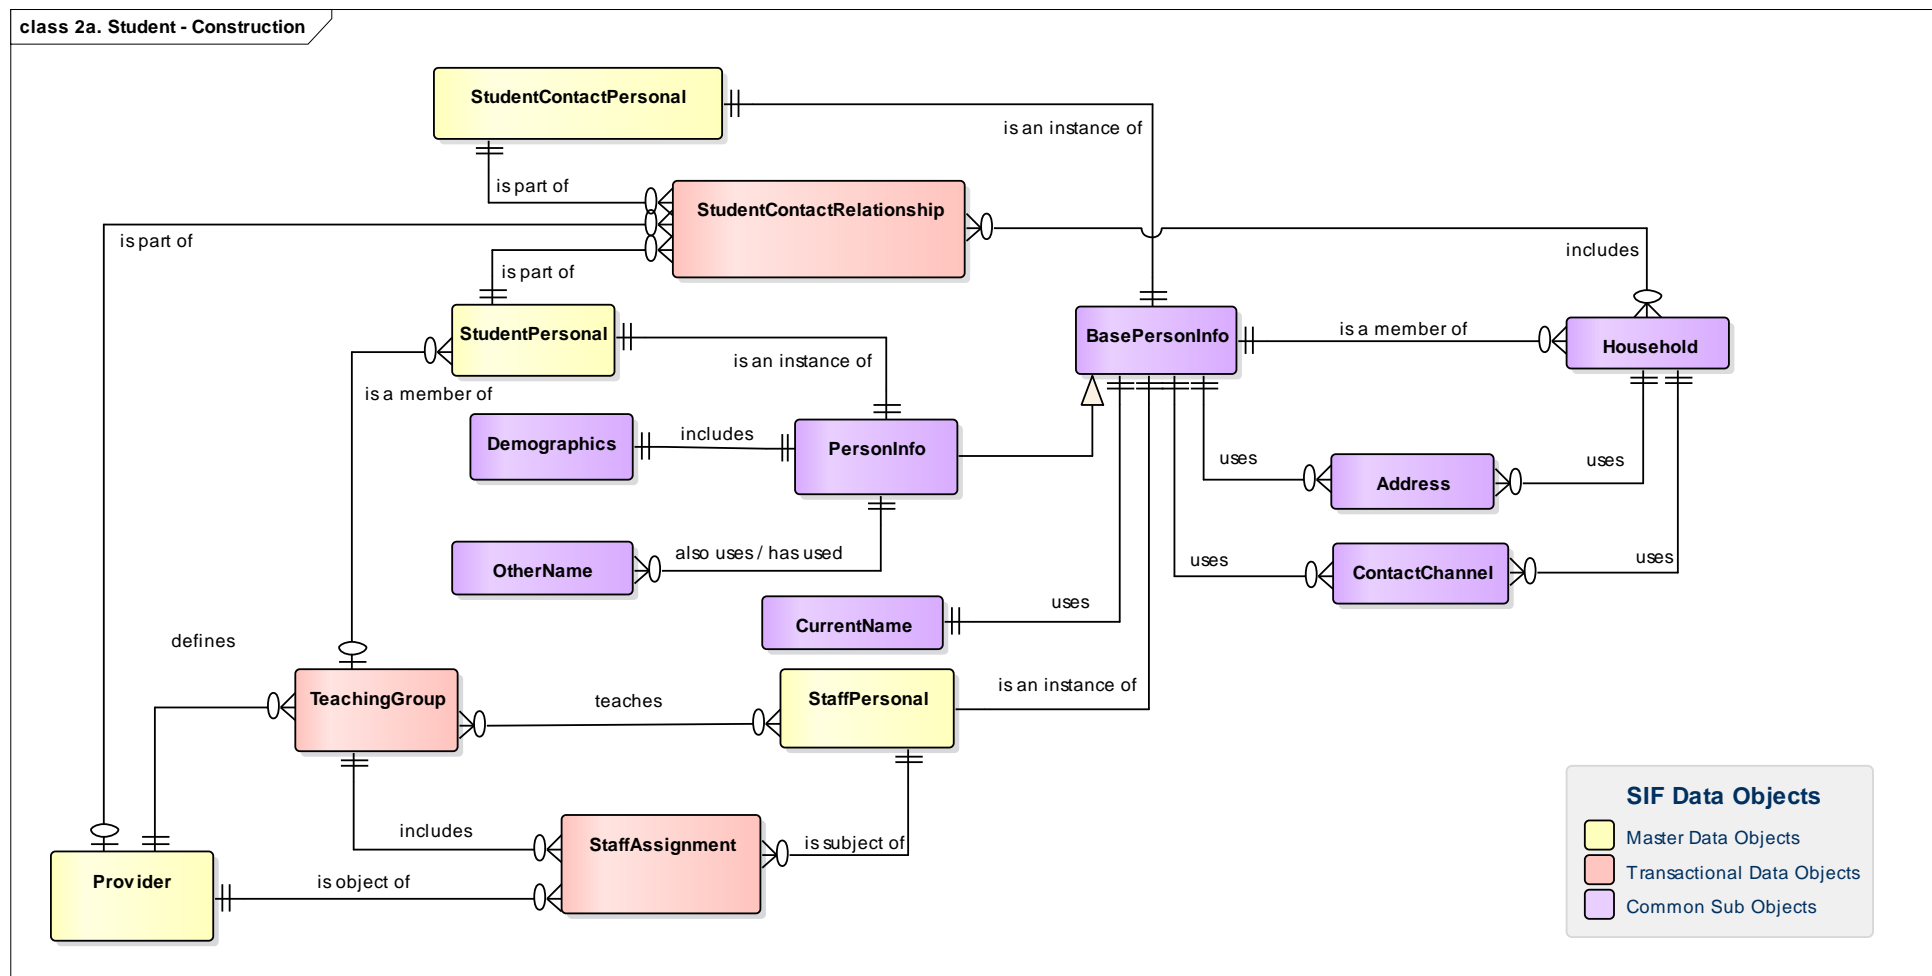 class 2a. Student - Construction
StudentContactPersonal
is an instance of
is part of
StudentContactRelationship
is part of
includes
is part of
StudentPersonal
BasePersonInfo
is a member of
Household
is an instance of
is a member of
Demographics
includes
PersonInfo
uses
Address
uses
OtherName
also uses / has used
uses
ContactChannel
uses
CurrentName
uses
defines
TeachingGroup
teaches
StaffPersonal
is an instance of
includes
StaffAssignment
is subject of
Provider
is object of
SIF Data Objects
Master Data Objects
Transactional Data Objects
Common Sub Objects